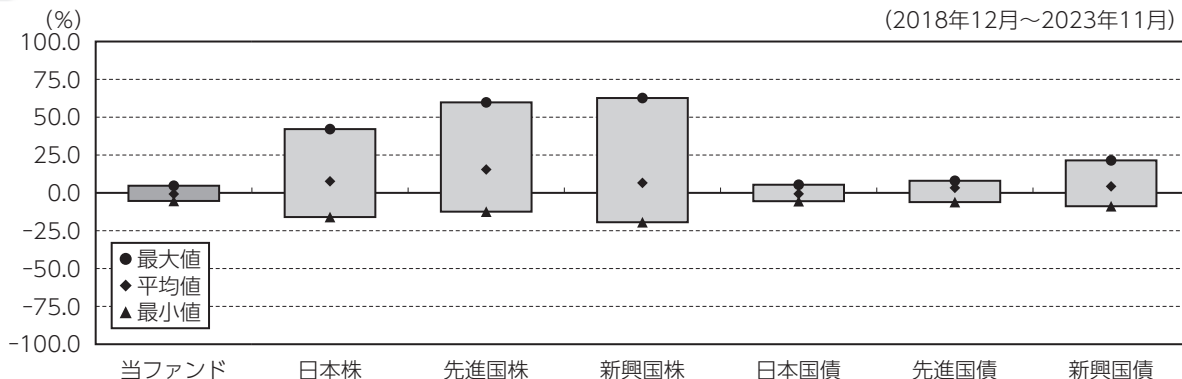 (%)
(2018年12月～2023年11月)
100.0
75.0
50.0
25.0
0.0
-25.0
-50.0
-75.0
-100.0
●最大値
◆平均値
▲最小値
当ファンド 日本株 先進国株 新興国株 日本国債 先進国債 新興国債